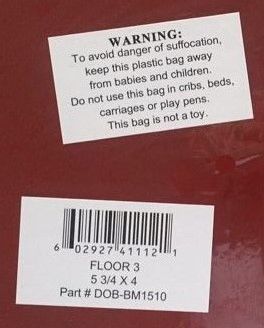 WARNING:
To avoid danger of suffocation,
keep this plastic bag away
from babies and children.
Do not use this bag in cribs, beds,
carriages or play pens.
This bag is not a toy.
6 02927 41112 1
FLOOR 3
5 3/4 X 4
Part # DOB-BM1510